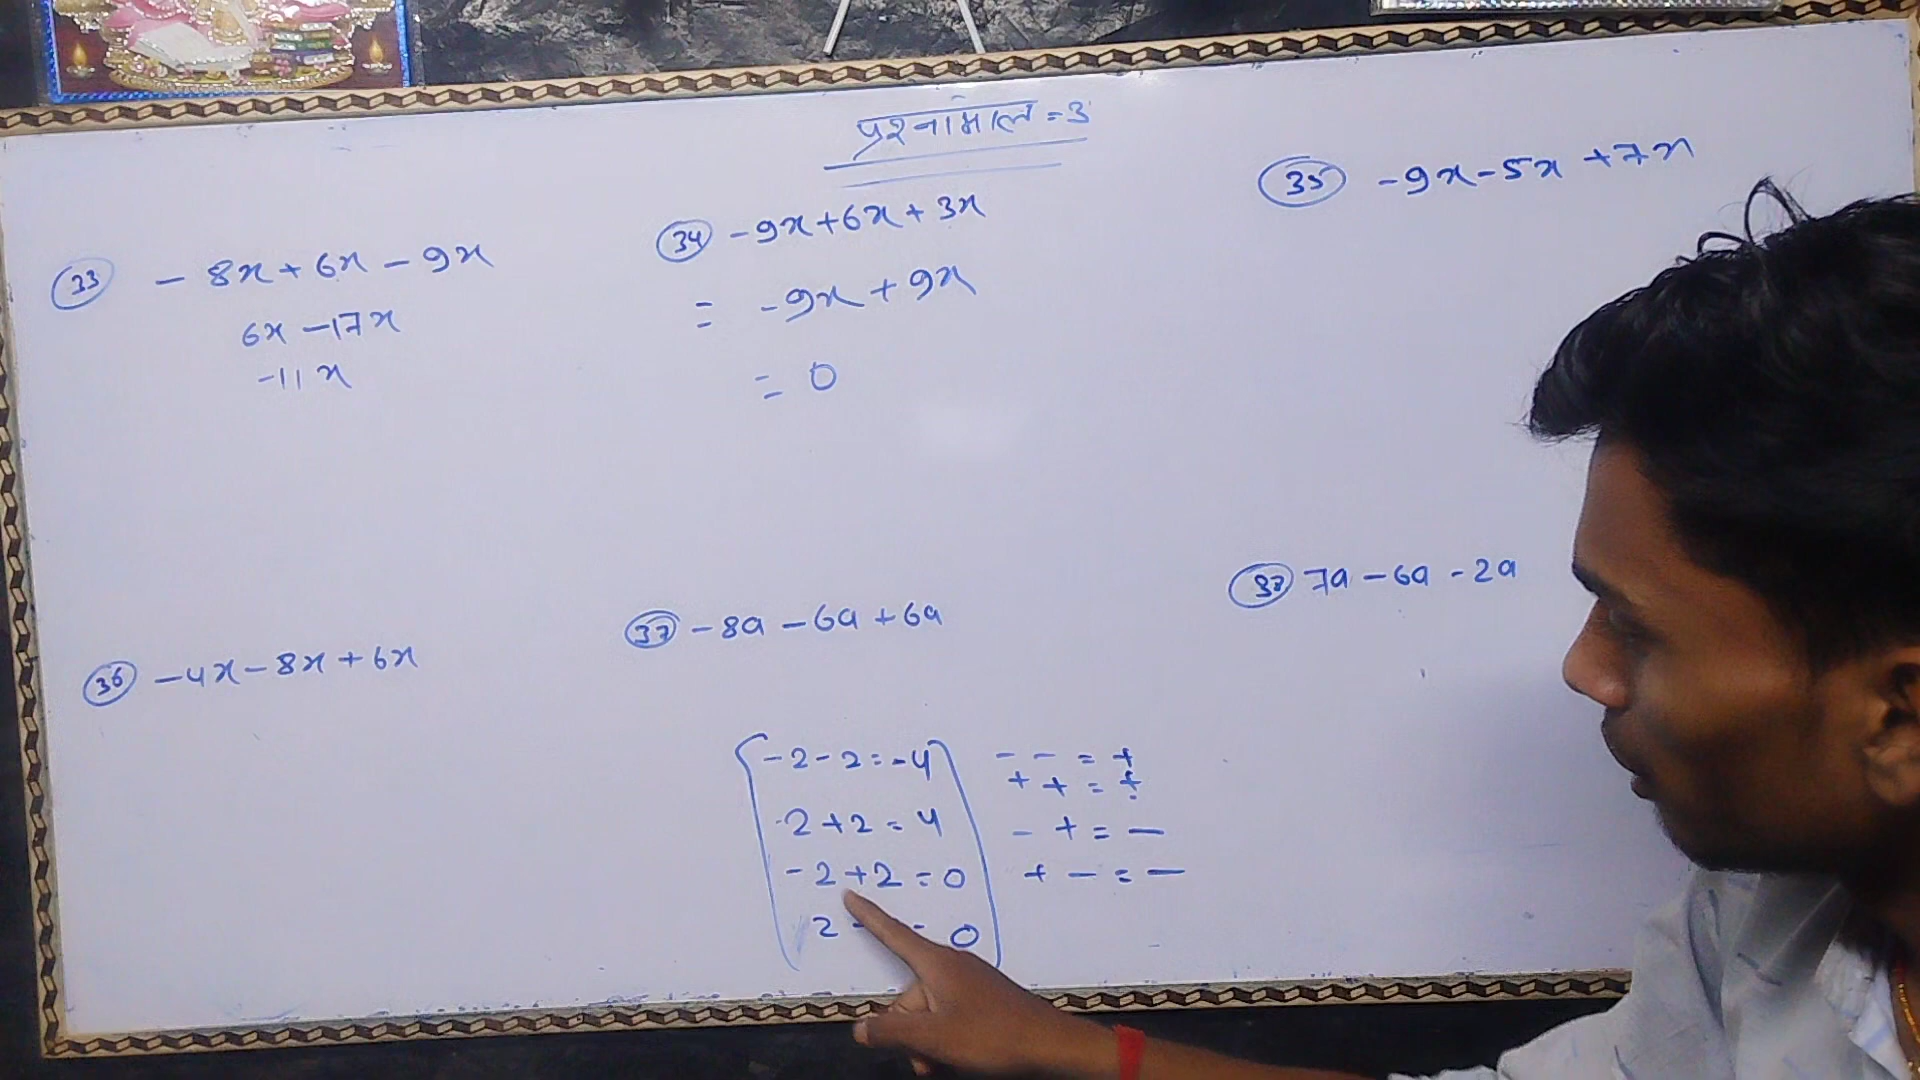 प्रश्नामाल = 3
33 - 8x + 6x - 9x
6x - 17x
-11x
34 -9x + 6x + 3x
= -9x + 9x
= 0
35 -9x - 5x + 7x
36 -4x - 8x + 6x
37 -8a - 6a + 6a
38 7a - 6a - 2a
-2 - 2 = -4
2 + 2 = 4
-2 + 2 = 0
2 - = 0
- - = +
+ + = +
- + = -
+ - = -